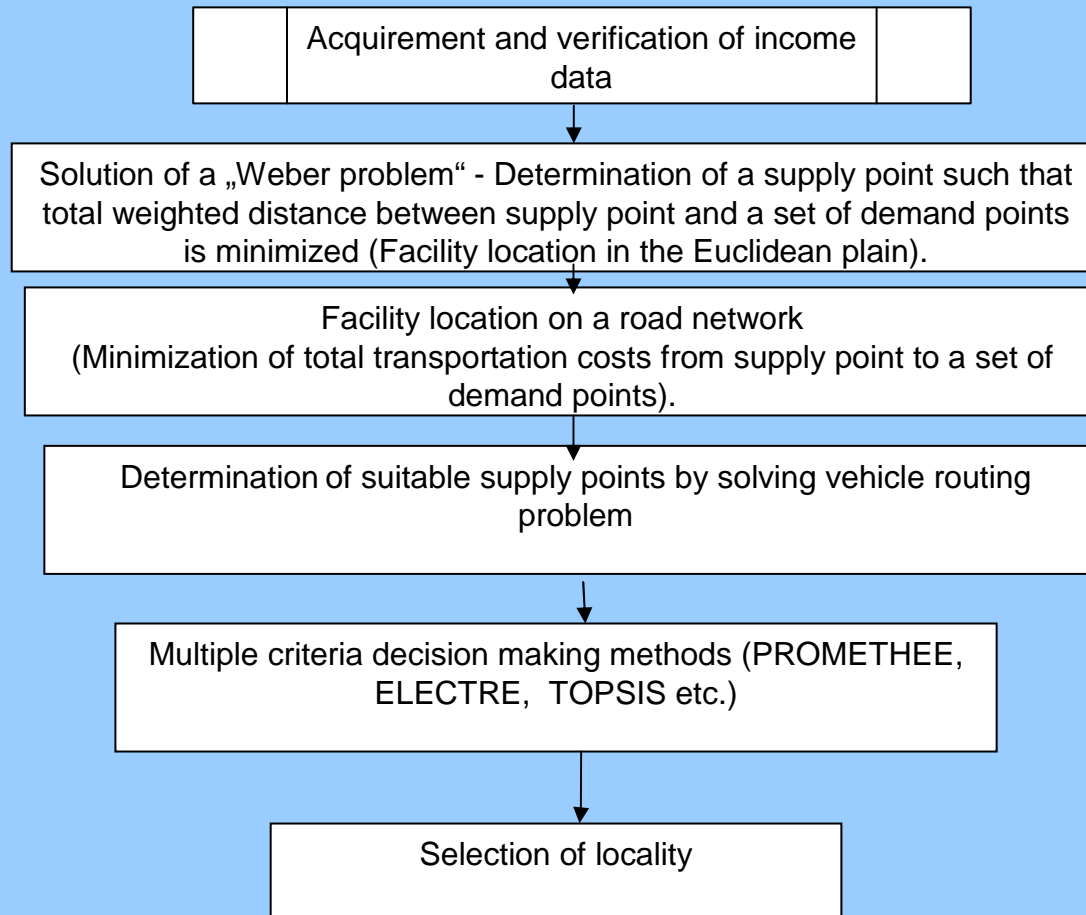 Acquirement and verification of income
data
Solution of a „Weber problem“ - Determination of a supply point such that
total weighted distance between supply point and a set of demand points
is minimized (Facility location in the Euclidean plain).
Facility location on a road network
(Minimization of total transportation costs from supply point to a set of
demand points).
Determination of suitable supply points by solving vehicle routing
problem
Multiple criteria decision making methods (PROMETHEE,
ELECTRE, TOPSIS etc.)
Selection of locality